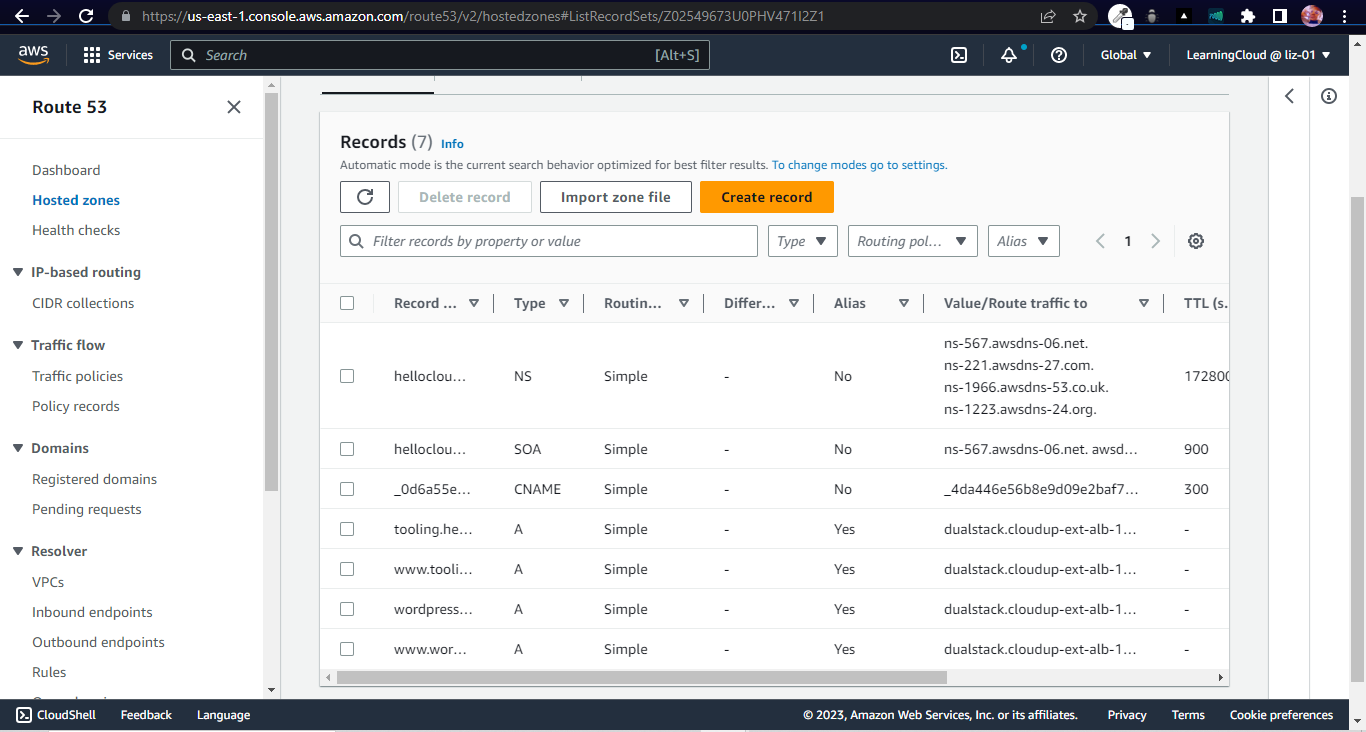 https://us-east-1.console.aws.amazon.com/route53/v2/hostedzones#ListRecordSets/Z02549673U0PHV471I2Z1
aws
Services
Search
[Alt+S]
Global
LearningCloud @ liz-01
Route 53
Dashboard
Hosted zones
Health checks
IP-based routing
CIDR collections
Traffic flow
Traffic policies
Policy records
Domains
Registered domains
Pending requests
Resolver
VPCs
Inbound endpoints
Outbound endpoints
Rules
Records (7) Info
Automatic mode is the current search behavior optimized for best filter results. To change modes go to settings.
Delete record
Import zone file
Create record
Filter records by property or value
Type
Routing pol...
Alias
1
Record ... Type Routin... Differ... Alias Value/Route traffic to TTL (s.
ns-567.awsdns-06.net.
ns-221.awsdns-27.com.
helloclou... NS Simple - No 172800
ns-1966.awsdns-53.co.uk.
ns-1223.awsdns-24.org.
helloclou... SOA Simple - No ns-567.awsdns-06.net. awsd... 900
_0d6a55e... CNAME Simple - No _4da446e56b8e9d09e2baf7... 300
tooling.he... A Simple - Yes dualstack.cloudup-ext-alb-1... -
www.tooli... A Simple - Yes dualstack.cloudup-ext-alb-1... -
wordpress... A Simple - Yes dualstack.cloudup-ext-alb-1... -
www.wor... A Simple - Yes dualstack.cloudup-ext-alb-1... -
CloudShell
Feedback
Language
© 2023, Amazon Web Services, Inc. or its affiliates.
Privacy
Terms
Cookie preferences